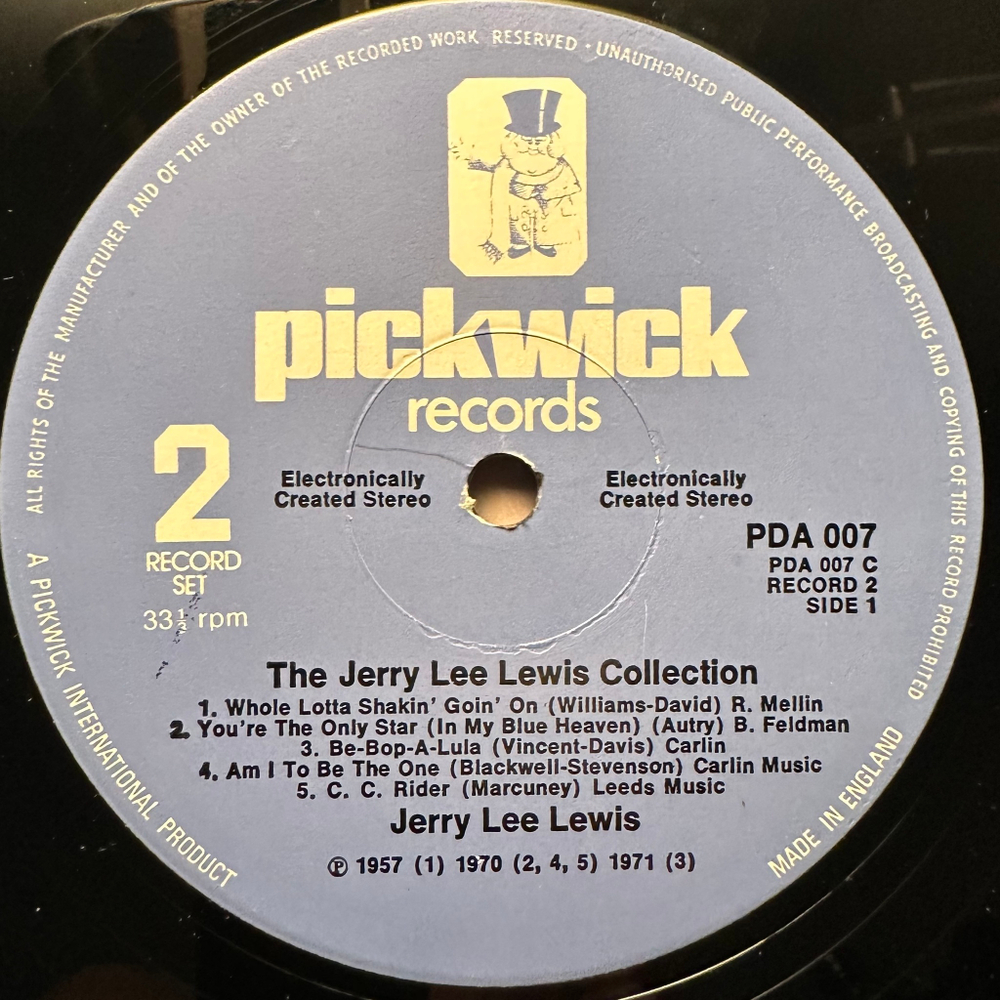 ALL RIGHTS OF THE MANUFACTURER AND OF THE OWNER OF THE RECORDED WORK RESERVED · UNAUTHORISED PUBLIC PERFORMANCE BROADCASTING AND COPYING OF THIS RECORD PROHIBITED
pickwick
records
2
RECORD
SET
33⅓ rpm
Electronically
Created Stereo
Electronically
Created Stereo
PDA 007
PDA 007 C
RECORD 2
SIDE 1
The Jerry Lee Lewis Collection
1. Whole Lotta Shakin' Goin' On (Williams-David) R. Mellin
2. You're The Only Star (In My Blue Heaven) (Autry) B. Feldman
3. Be-Bop-A-Lula (Vincent-Davis) Carlin
4. Am I To Be The One (Blackwell-Stevenson) Carlin Music
5. C. C. Rider (Marcuney) Leeds Music
Jerry Lee Lewis
℗ 1957 (1) 1970 (2, 4, 5) 1971 (3)
A PICKWICK INTERNATIONAL PRODUCT
MADE IN ENGLAND